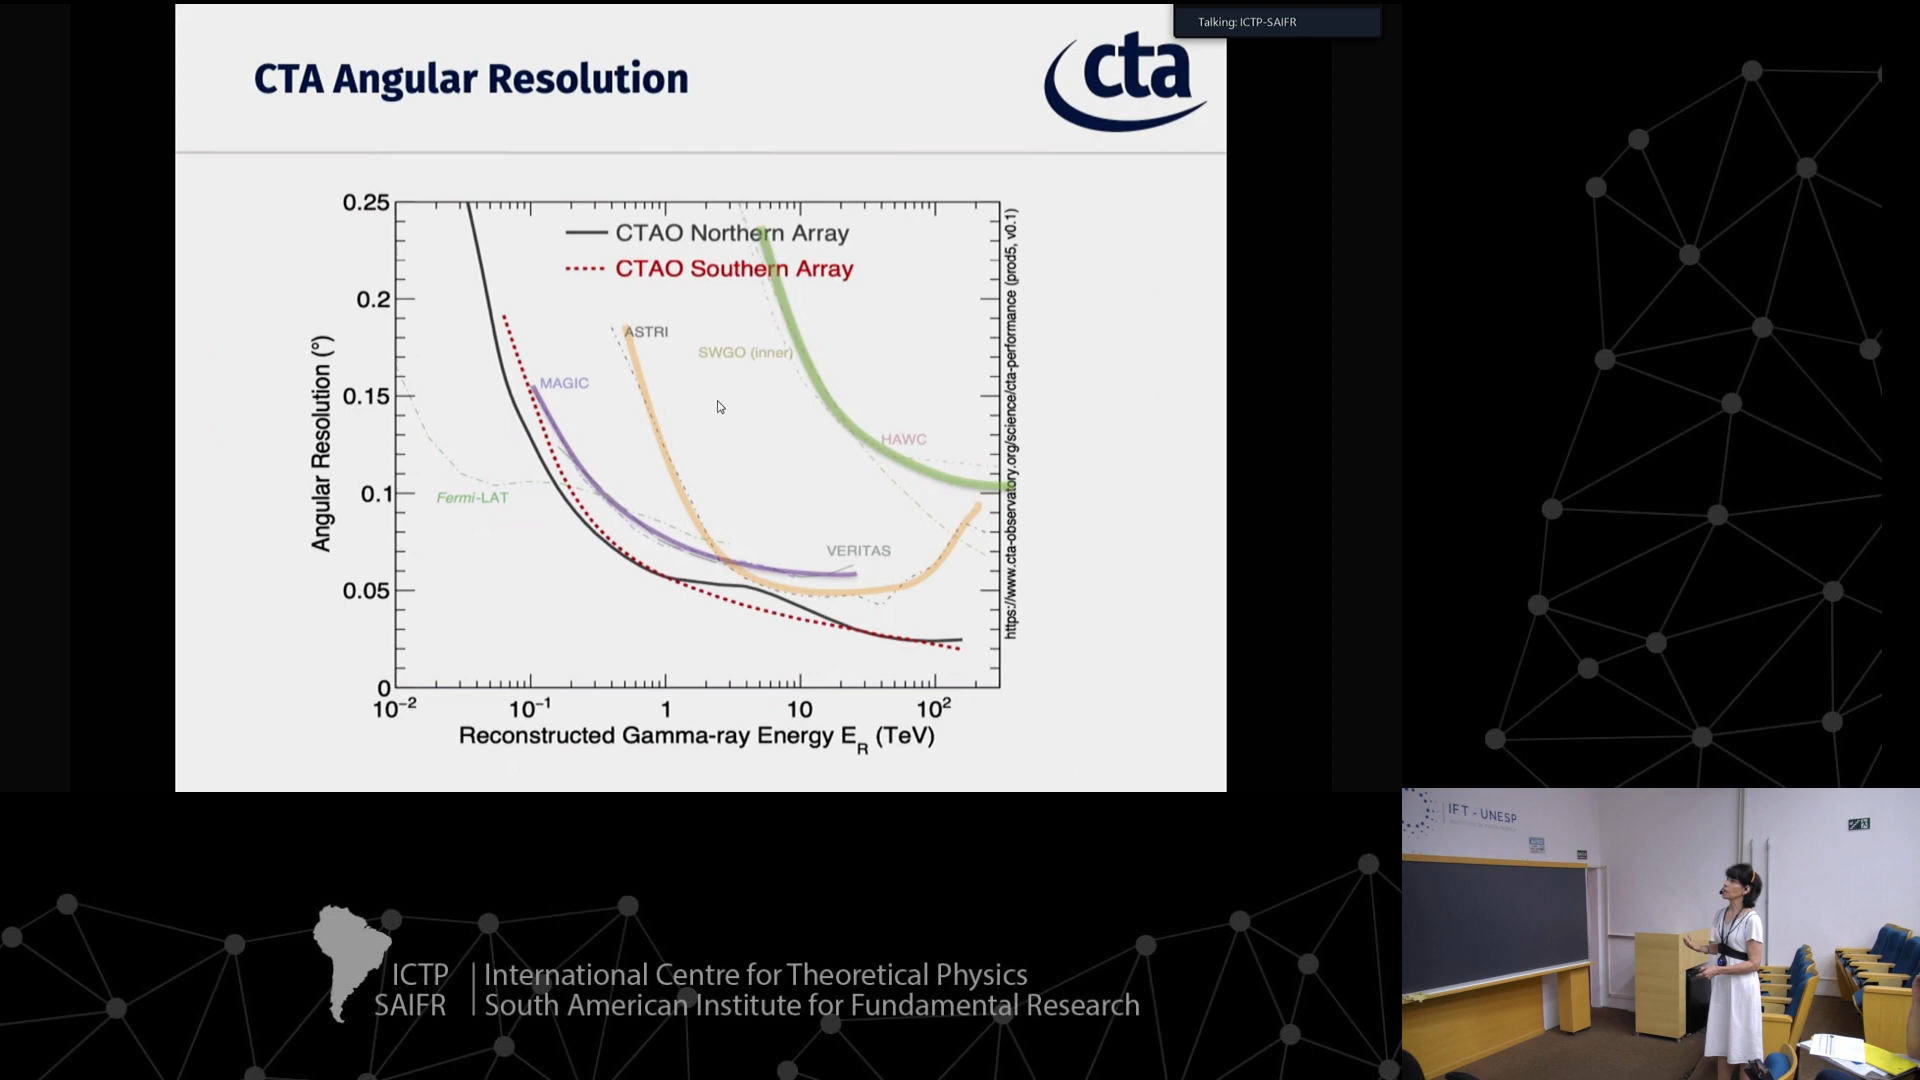 Talking: ICTP-SAIFR
CTA Angular Resolution
cta
0.25
0.2
0.15
0.1
0.05
0
Angular Resolution (°)
CTAO Northern Array
CTAO Southern Array
ASTRI
SWGO (inner)
MAGIC
HAWC
Fermi-LAT
VERITAS
10-2
10-1
1
10
102
Reconstructed Gamma-ray Energy ER (TeV)
https://www.cta-observatory.org/science/cta-performance (prod5, v0.1)
IFT - UNESP
ICTP | International Centre for Theoretical Physics
SAIFR | South American Institute for Fundamental Research